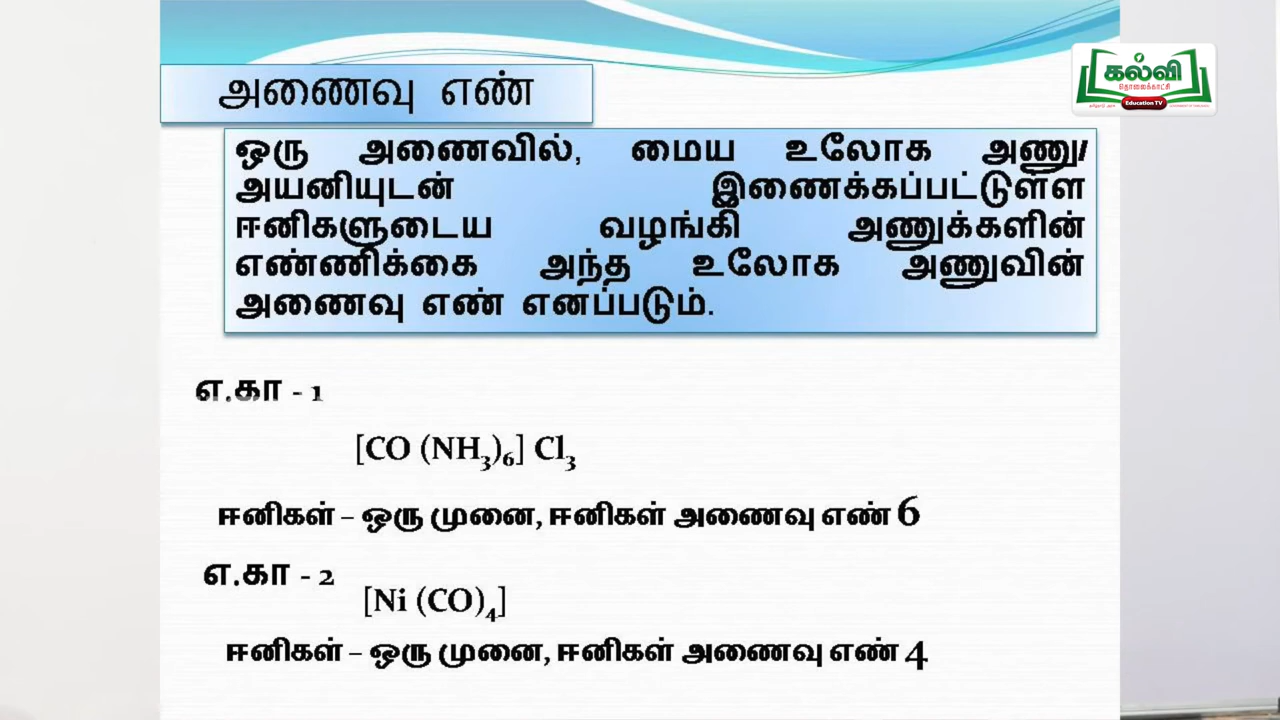 அணைவு எண்
கல்வி
தொலைக்காட்சி
Education TV
ஒரு அணைவில், மைய உலோக அணு/
அயனியுடன் இணைக்கப்பட்டுள்ள
ஈனிகளுடைய வழங்கி அணுக்களின்
எண்ணிக்கை அந்த உலோக அணுவின்
அணைவு எண் எனப்படும்.
எ.கா - 1
[CO (NH₃)₆] Cl₃
ஈனிகள் – ஒரு முனை, ஈனிகள் அணைவு எண் 6
எ.கா - 2
[Ni (CO)₄]
ஈனிகள் – ஒரு முனை, ஈனிகள் அணைவு எண் 4